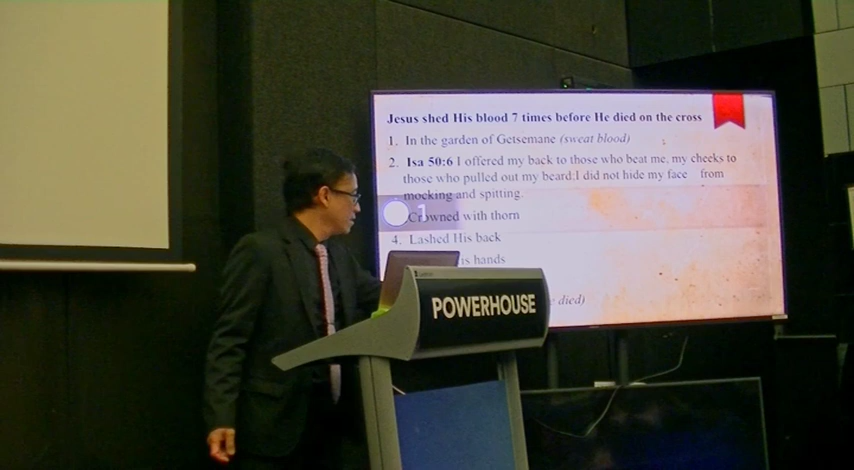 Jesus shed His blood 7 times before He died on the cross
1. In the garden of Getsemane (sweat blood)
2. Isa 50:6 I offered my back to those who beat me, my cheeks to
those who pulled out my beard;I did not hide my face from
mocking and spitting.
1
Crowned with thorn
4. Lashed His back
is hands
died)
POWERHOUSE